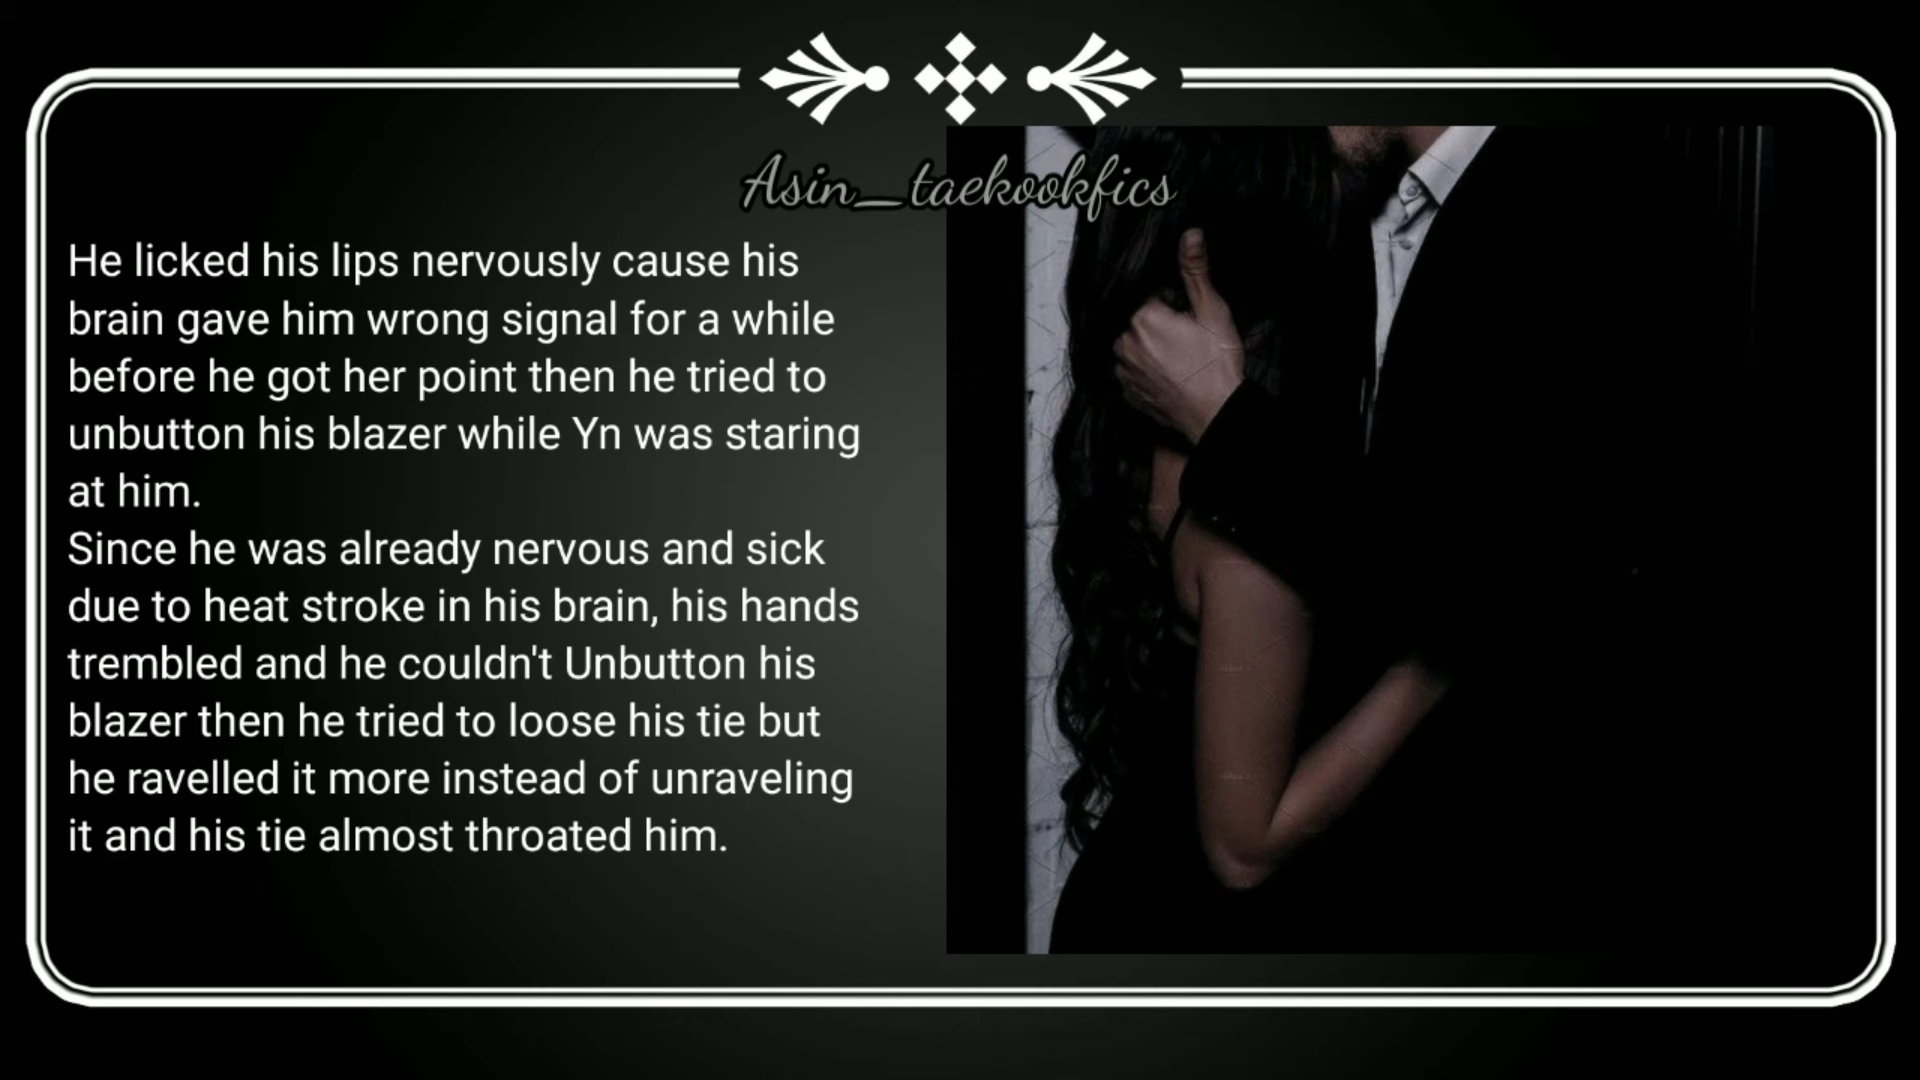 Asin_taekookfics
He licked his lips nervously cause his
brain gave him wrong signal for a while
before he got her point then he tried to
unbutton his blazer while Yn was staring
at him.
Since he was already nervous and sick
due to heat stroke in his brain, his hands
trembled and he couldn't Unbutton his
blazer then he tried to loose his tie but
he ravelled it more instead of unraveling
it and his tie almost throated him.